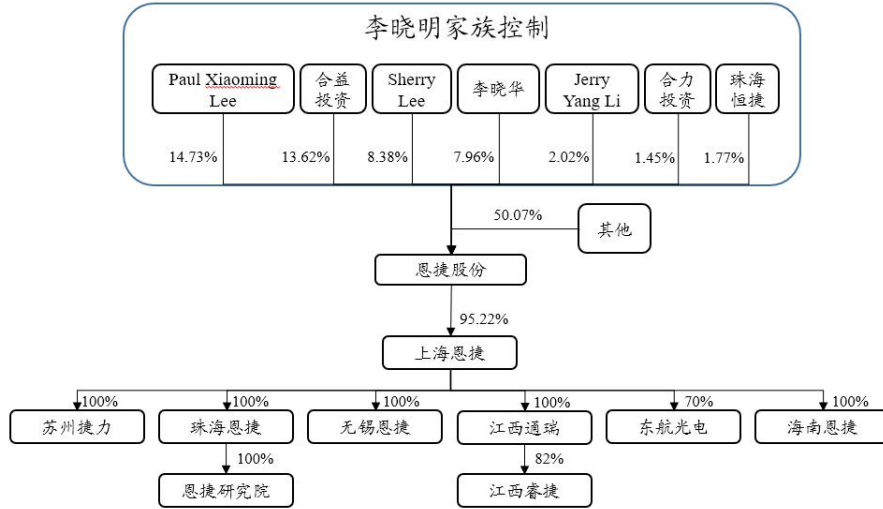 李晓明家族控制
Paul Xiaoming
Lee
合益
投资
Sherry
Lee
李晓华
Jerry
Yang Li
合力
投资
珠海
恒捷
14.73%
13.62%
8.38%
7.96%
2.02%
1.45%
1.77%
50.07%
其他
恩捷股份
95.22%
上海恩捷
100%
100%
100%
100%
70%
100%
苏州捷力
珠海恩捷
无锡恩捷
江西通瑞
东航光电
海南恩捷
100%
82%
恩捷研究院
江西睿捷